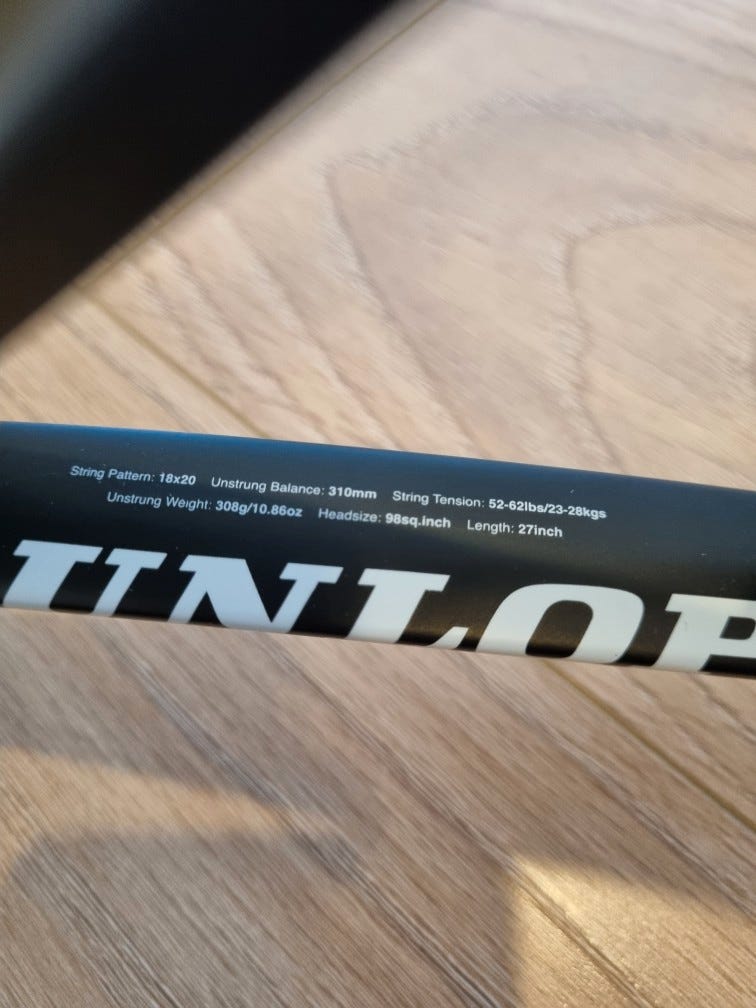 String Pattern: 18x20 Unstrung Balance: 310mm String Tension: 52-62lbs/23-28kgs
Unstrung Weight: 308g/10.86oz Headsize: 98sq.inch Length: 27inch
UNLOP